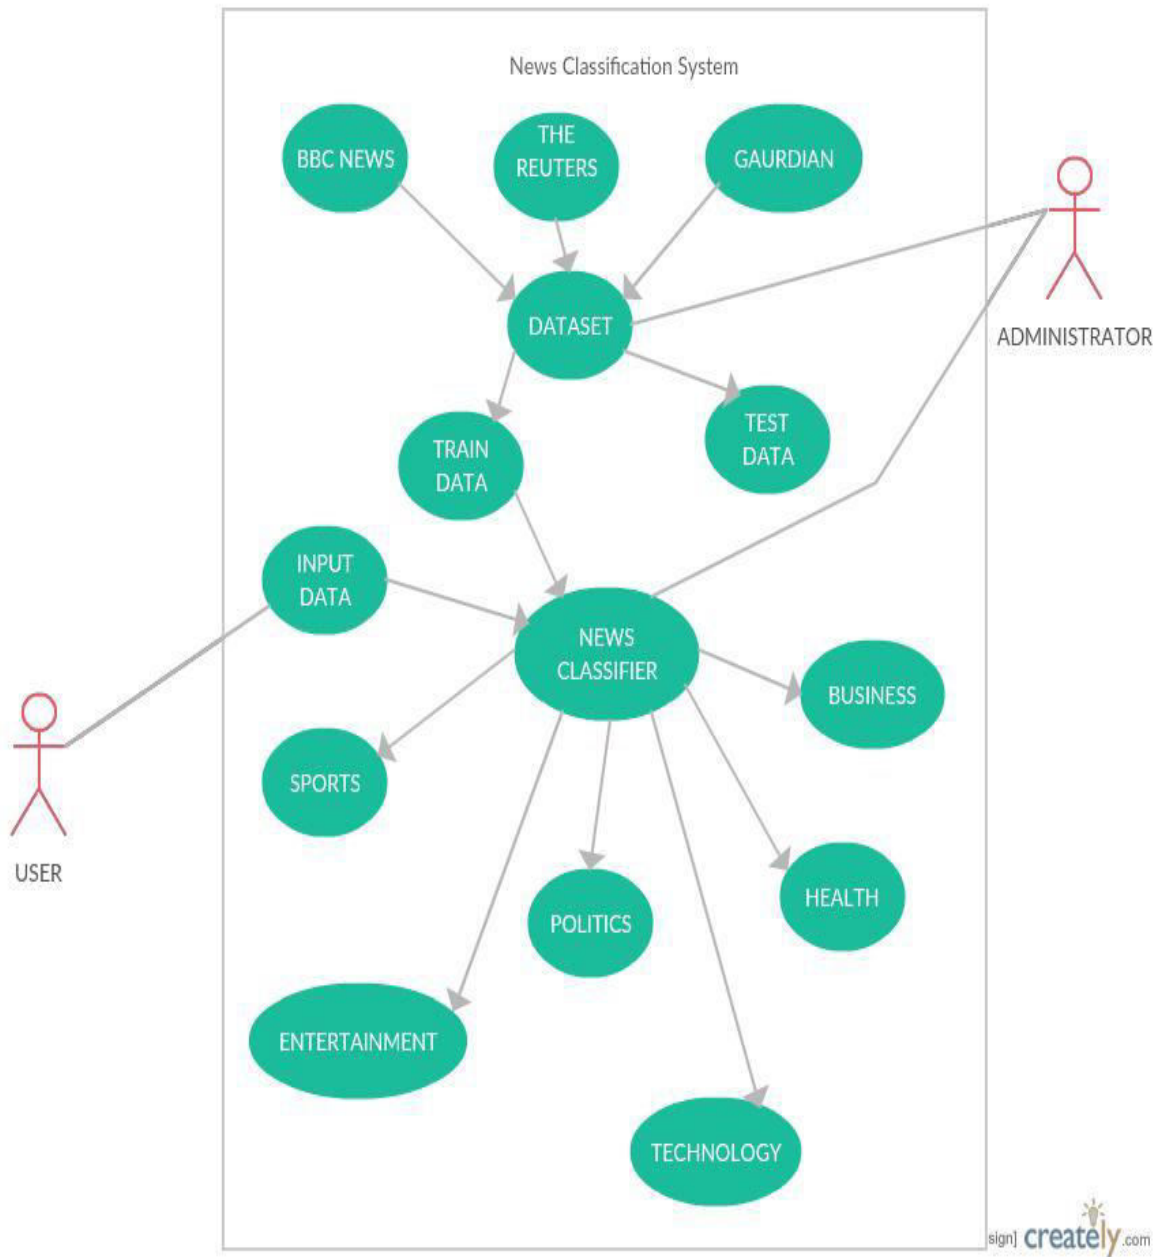 News Classification System
BBC NEWS
THE
REUTERS
GAURDIAN
ADMINISTRATOR
DATASET
TEST
DATA
TRAIN
DATA
INPUT
DATA
NEWS
CLASSIFIER
BUSINESS
SPORTS
USER
HEALTH
POLITICS
ENTERTAINMENT
TECHNOLOGY
sign] creately.com